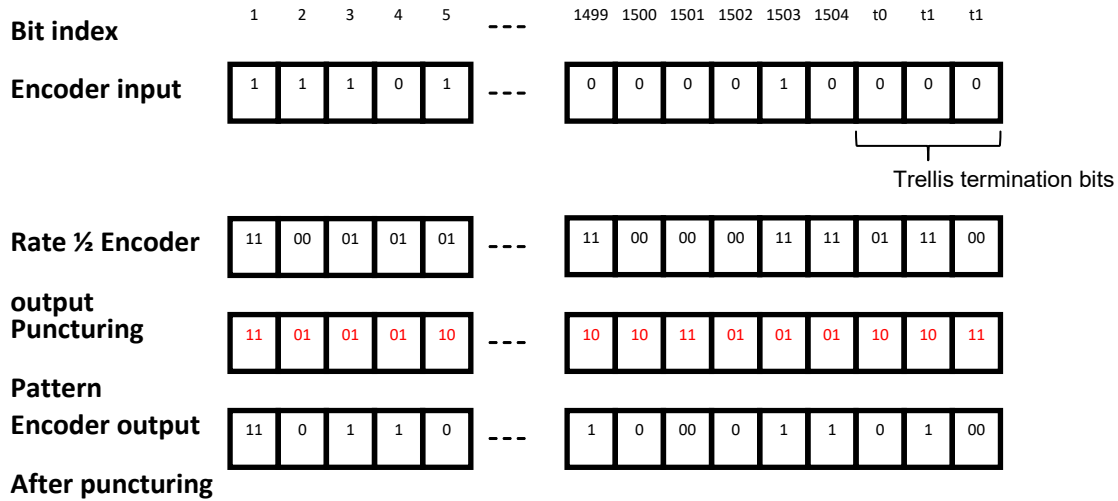 Bit index 1 2 3 4 5 --- 1499 1500 1501 1502 1503 1504 t0 t1 t1
Encoder input 1 1 1 0 1 --- 0 0 0 0 1 0 0 0 0
Trellis termination bits
Rate ½ Encoder 11 00 01 01 01 --- 11 00 00 00 11 11 01 11 00
output
Puncturing 11 01 01 01 10 --- 10 10 11 01 01 01 10 10 11
Pattern
Encoder output 11 0 1 1 0 --- 1 0 00 0 1 1 0 1 00
After puncturing